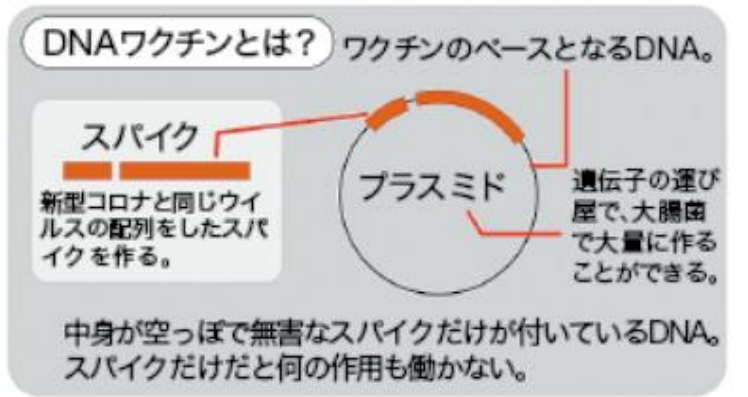 DNAワクチンとは？
ワクチンのベースとなるDNA。
スパイク
新型コロナと同じウイ
ルスの配列をしたスパ
イクを作る。
プラスミド
遺伝子の運び
屋で、大腸菌
で大量に作る
ことができる。
中身が空っぽで無害なスパイクだけが付いているDNA。
スパイクだけだと何の作用も働かない。